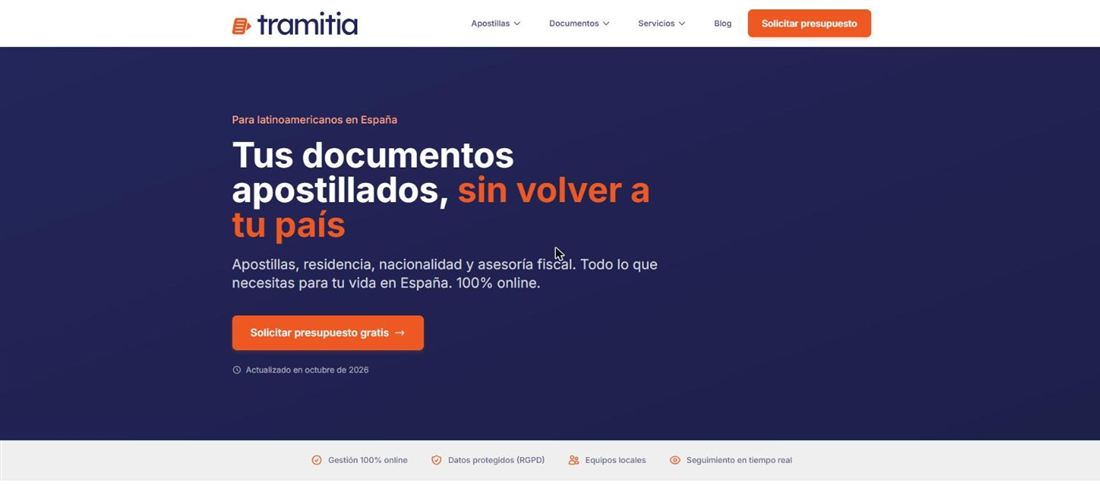 tramitia
Apostillas
Documentos
Servicios
Blog
Solicitar presupuesto
Para latinoamericanos en España
Tus documentos
apostillados, sin volver a
tu país
Apostillas, residencia, nacionalidad y asesoría fiscal. Todo lo que
necesitas para tu vida en España. 100% online.
Solicitar presupuesto gratis →
Actualizado en octubre de 2026
Gestión 100% online
Datos protegidos (RGPD)
Equipos locales
Seguimiento en tiempo real